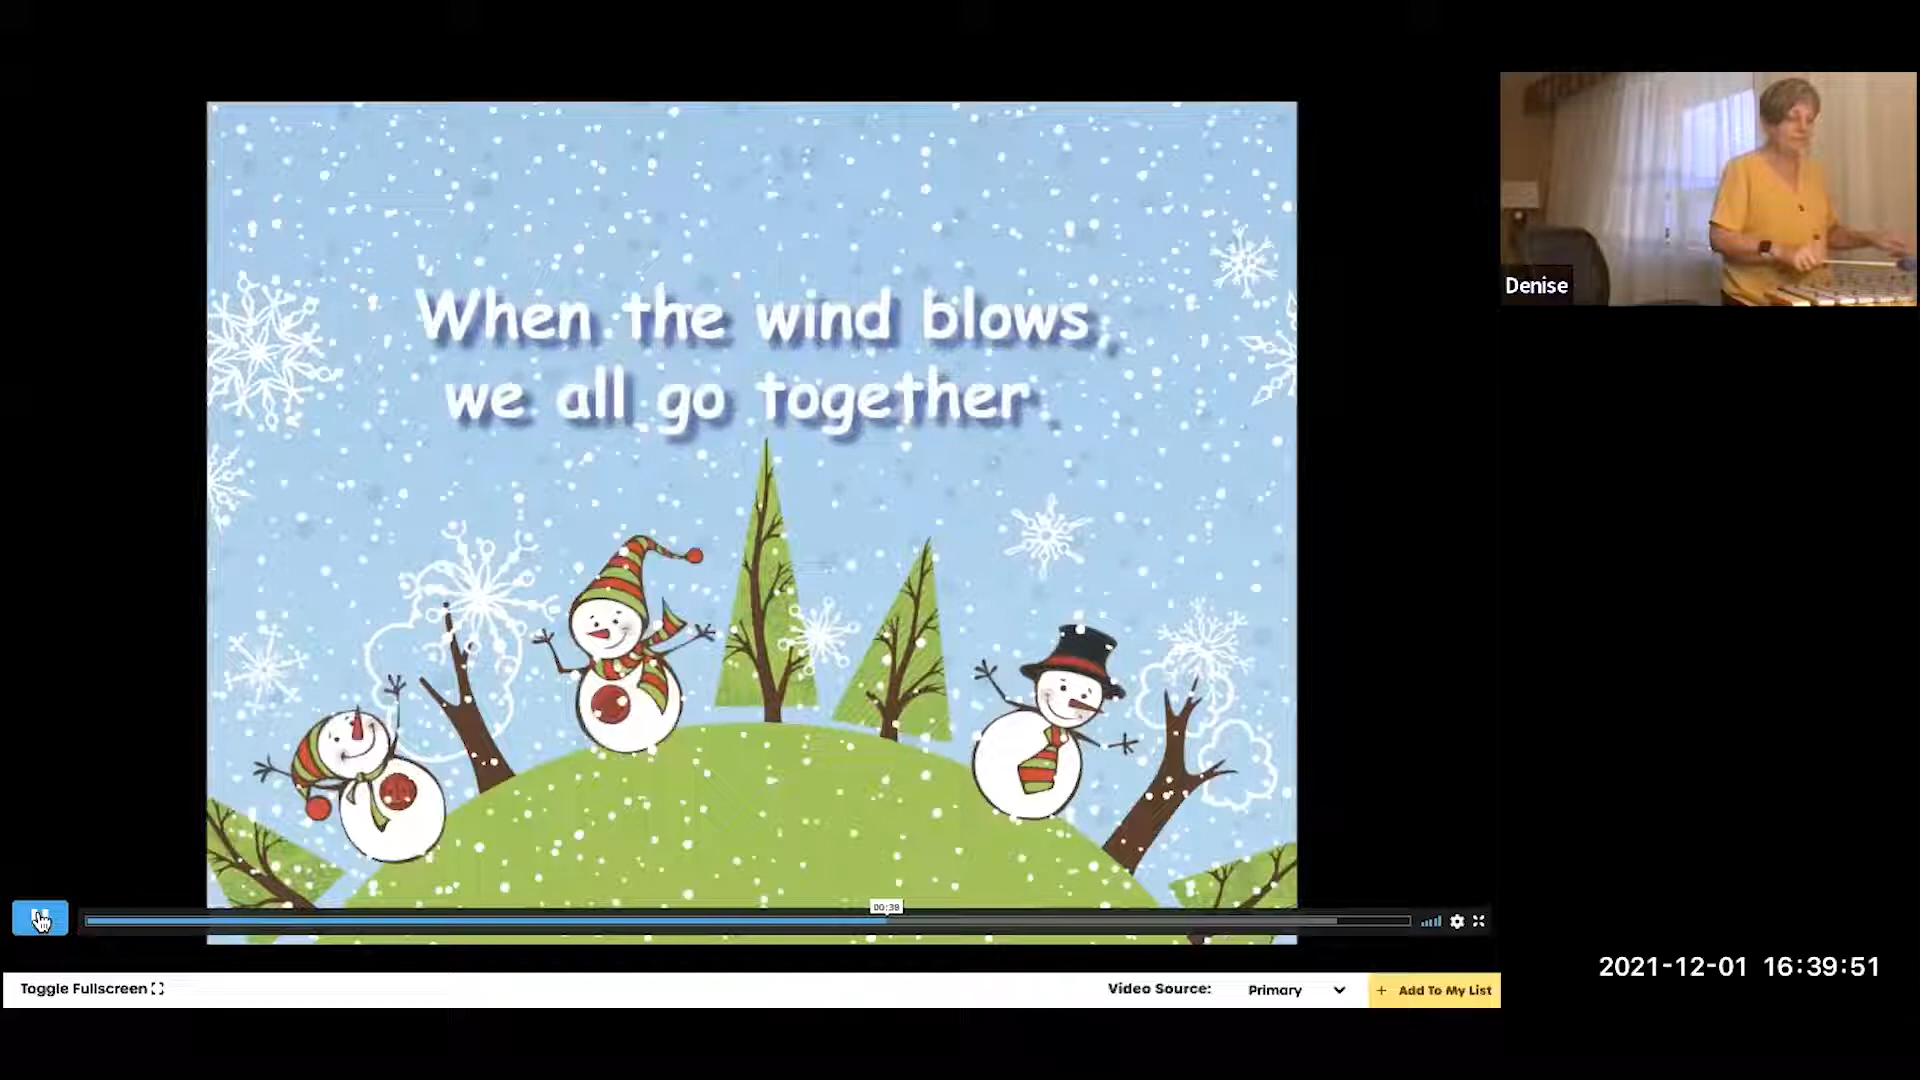 When the wind blows,
we all go together.
Denise
00:38
Toggle Fullscreen
Video Source:
Primary
+ Add To My List
2021-12-01 16:39:51